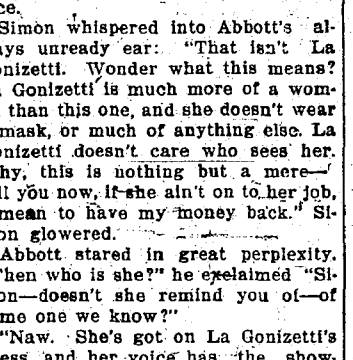 ce.
Simon whispered into Abbott's al-
ays unready ear: "That isn't La
onizetti. Wonder what this means?
Gonizetti is much more of a wom-
than this one, and she doesn't wear
mask, or much of anything else. La
onizetti doesn't care who sees her.
hy, this is nothing but a mere—
ll you now, if she ain't on to her job,
mean to have my money back." Si-
on glowered.
Abbott stared in great perplexity.
hen who is she?" he exclaimed "Si-
on—doesn't she remind you of—of
me one we know?"
"Naw. She's got on La Gonizetti's
ess and her voice has the show-